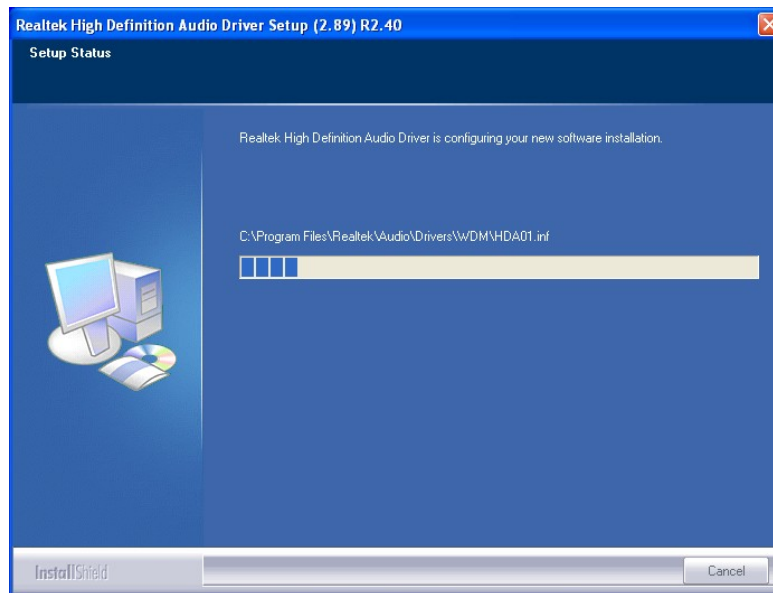 Realtek High Definition Audio Driver Setup (2.89) R2.40
Setup Status
Realtek High Definition Audio Driver is configuring your new software installation.
C:\Program Files\Realtek\Audio\Drivers\WDM\HDA01.inf
InstallShield
Cancel